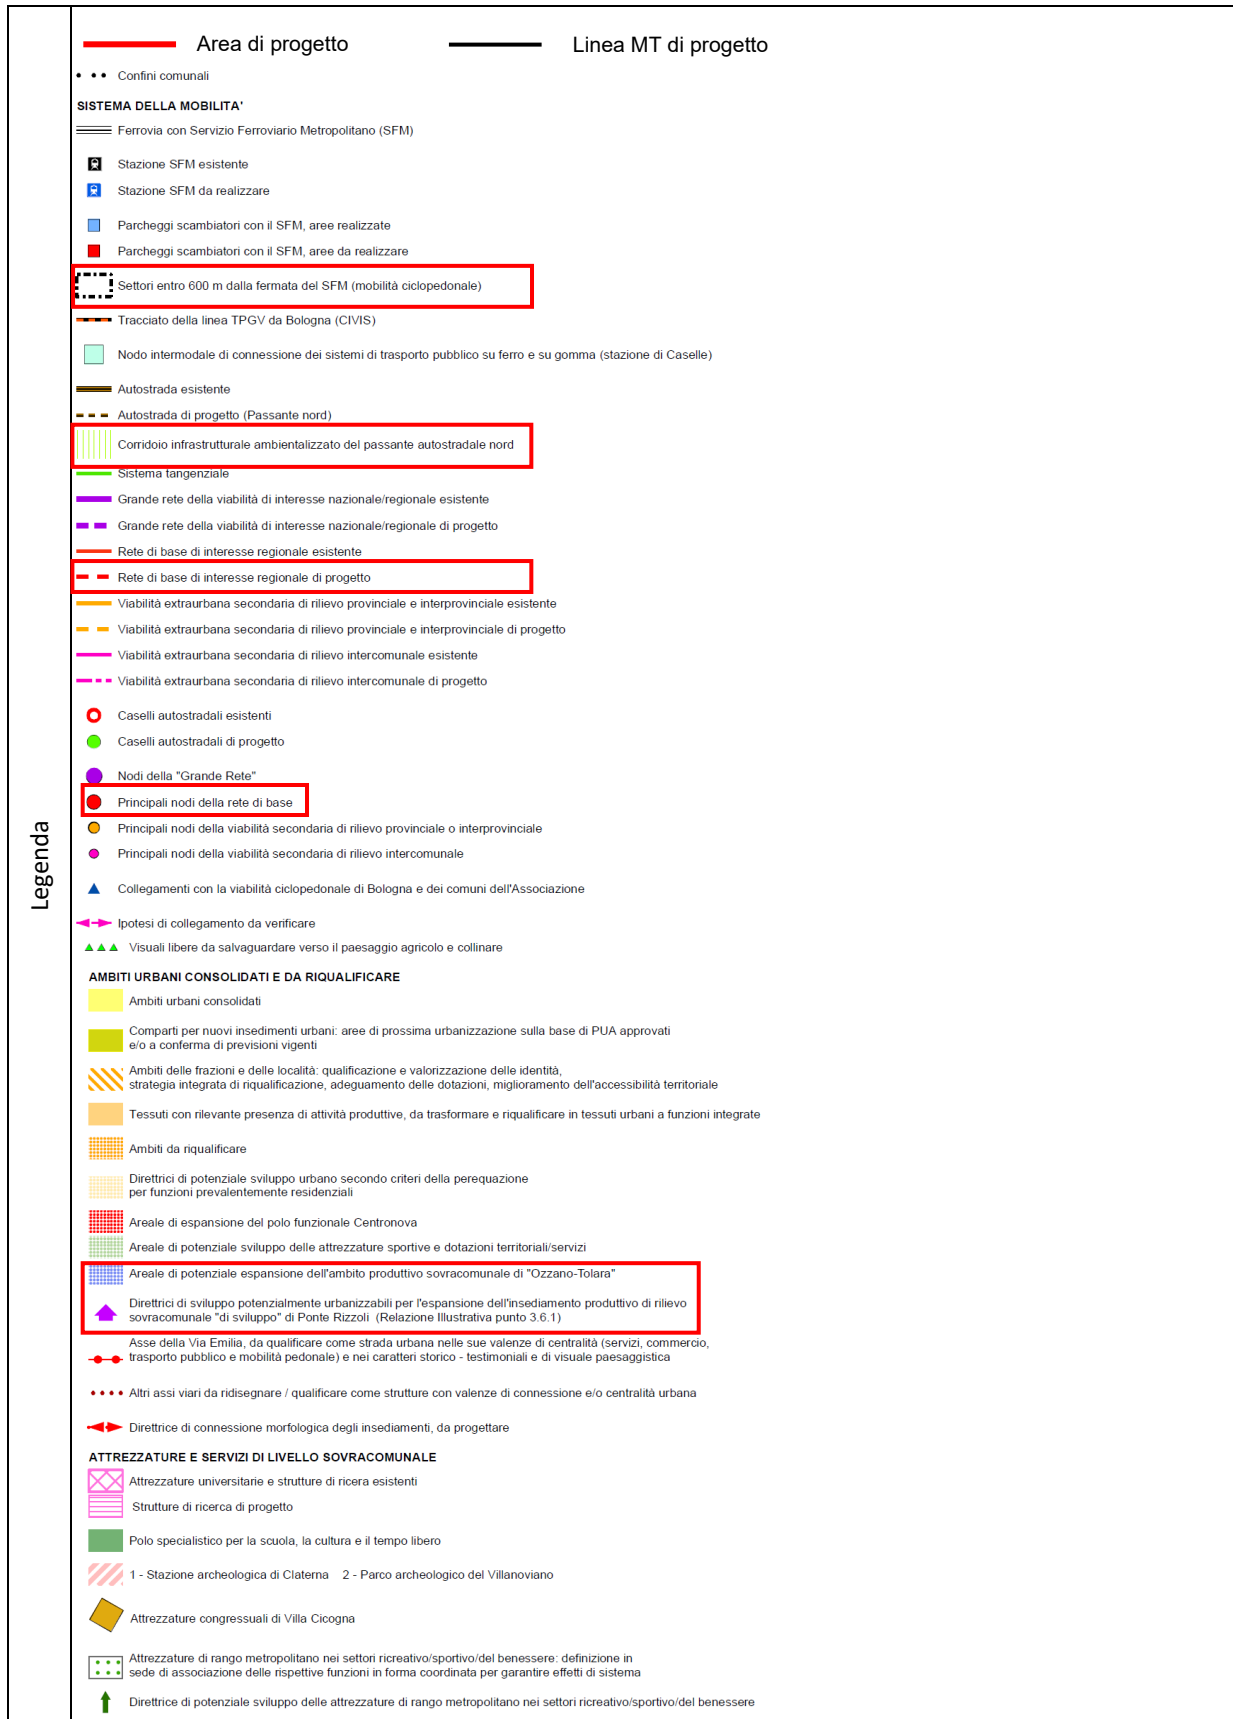 Area di progetto
Linea MT di progetto
Confini comunali
SISTEMA DELLA MOBILITA'
Ferrovia con Servizio Ferroviario Metropolitano (SFM)
Stazione SFM esistente
Stazione SFM da realizzare
Parcheggi scambiatori con il SFM, aree realizzate
Parcheggi scambiatori con il SFM, aree da realizzare
Settori entro 600 m dalla fermata del SFM (mobilità ciclopedonale)
Tracciato della linea TPGV da Bologna (CIVIS)
Nodo intermodale di connessione dei sistemi di trasporto pubblico su ferro e su gomma (stazione di Caselle)
Autostrada esistente
Autostrada di progetto (Passante nord)
Corridoio infrastrutturale ambientalizzato del passante autostradale nord
Sistema tangenziale
Grande rete della viabilità di interesse nazionale/regionale esistente
Grande rete della viabilità di interesse nazionale/regionale di progetto
Rete di base di interesse regionale esistente
Rete di base di interesse regionale di progetto
Viabilità extraurbana secondaria di rilievo provinciale e interprovinciale esistente
Viabilità extraurbana secondaria di rilievo provinciale e interprovinciale di progetto
Viabilità extraurbana secondaria di rilievo intercomunale esistente
Viabilità extraurbana secondaria di rilievo intercomunale di progetto
Caselli autostradali esistenti
Caselli autostradali di progetto
Nodi della "Grande Rete"
Principali nodi della rete di base
Principali nodi della viabilità secondaria di rilievo provinciale o interprovinciale
Principali nodi della viabilità secondaria di rilievo intercomunale
Legenda
Collegamenti con la viabilità ciclopedonale di Bologna e dei comuni dell'Associazione
Ipotesi di collegamento da verificare
Visuali libere da salvaguardare verso il paesaggio agricolo e collinare
AMBITI URBANI CONSOLIDATI E DA RIQUALIFICARE
Ambiti urbani consolidati
Comparti per nuovi insedimenti urbani: aree di prossima urbanizzazione sulla base di PUA approvati
e/o a conferma di previsioni vigenti
Ambiti delle frazioni e delle località: qualificazione e valorizzazione delle identità,
strategia integrata di riqualificazione, adeguamento delle dotazioni, miglioramento dell'accessibilità territoriale
Tessuti con rilevante presenza di attività produttive, da trasformare e riqualificare in tessuti urbani a funzioni integrate
Ambiti da riqualificare
Direttrici di potenziale sviluppo urbano secondo criteri della perequazione
per funzioni prevalentemente residenziali
Areale di espansione del polo funzionale Centronova
Areale di potenziale sviluppo delle attrezzature sportive e dotazioni territoriali/servizi
Areale di potenziale espansione dell'ambito produttivo sovracomunale di "Ozzano-Tolara"
Direttrici di sviluppo potenzialmente urbanizzabili per l'espansione dell'insediamento produttivo di rilievo
sovracomunale "di sviluppo" di Ponte Rizzoli (Relazione Illustrativa punto 3.6.1)
Asse della Via Emilia, da qualificare come strada urbana nelle sue valenze di centralità (servizi, commercio,
trasporto pubblico e mobilità pedonale) e nei caratteri storico - testimoniali e di visuale paesaggistica
Altri assi viari da ridisegnare / qualificare come strutture con valenze di connessione e/o centralità urbana
Direttrice di connessione morfologica degli insediamenti, da progettare
ATTREZZATURE E SERVIZI DI LIVELLO SOVRACOMUNALE
Attrezzature universitarie e strutture di ricera esistenti
Strutture di ricerca di progetto
Polo specialistico per la scuola, la cultura e il tempo libero
1 - Stazione archeologica di Claterna 2 - Parco archeologico del Villanoviano
Attrezzature congressuali di Villa Cicogna
Attrezzature di rango metropolitano nei settori ricreativo/sportivo/del benessere: definizione in
sede di associazione delle rispettive funzioni in forma coordinata per garantire effetti di sistema
Direttrice di potenziale sviluppo delle attrezzature di rango metropolitano nei settori ricreativo/sportivo/del benessere